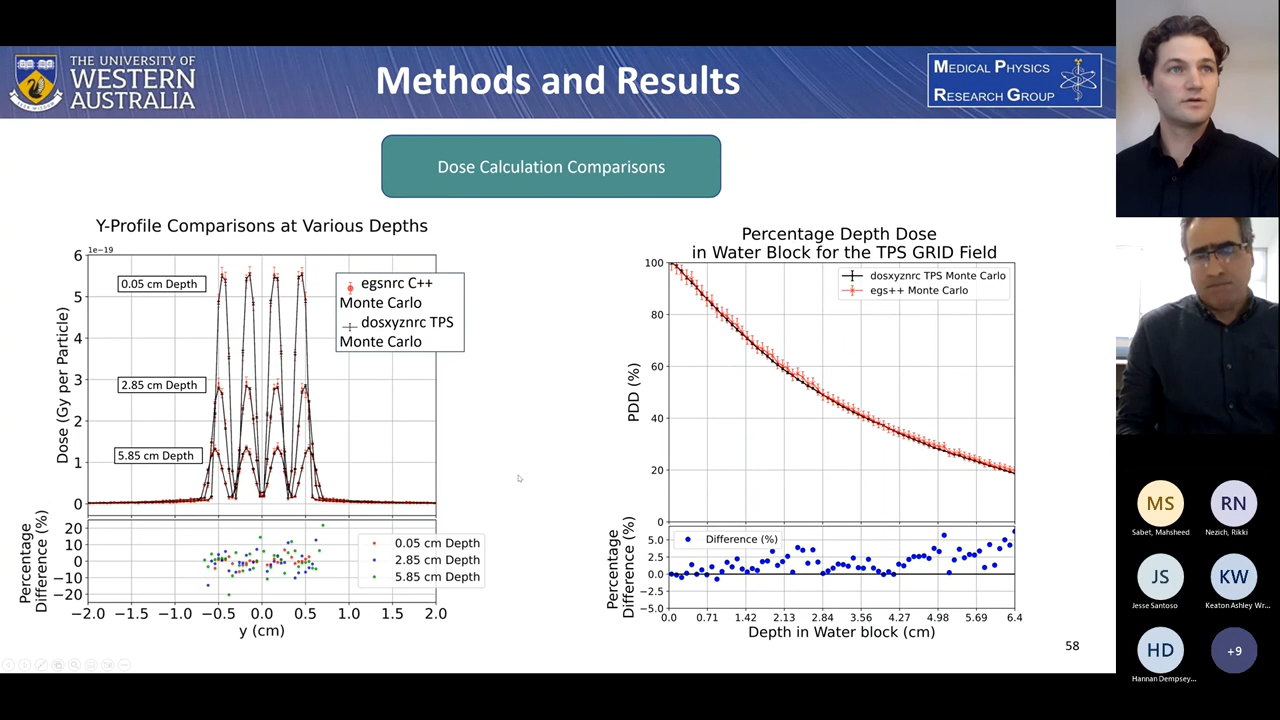 THE UNIVERSITY OF
WESTERN
AUSTRALIA
Methods and Results
MEDICAL PHYSICS
RESEARCH GROUP
Dose Calculation Comparisons
Y-Profile Comparisons at Various Depths
1e−19
6
5
4
3
2
1
0
Dose (Gy per Particle)
0.05 cm Depth
2.85 cm Depth
5.85 cm Depth
egsnrc C++
Monte Carlo
dosxyznrc TPS
Monte Carlo
20
10
0
−10
−20
Percentage
Difference (%)
0.05 cm Depth
2.85 cm Depth
5.85 cm Depth
−2.0 −1.5 −1.0 −0.5 0.0 0.5 1.0 1.5 2.0
y (cm)
Percentage Depth Dose
in Water Block for the TPS GRID Field
100
80
60
40
20
0
PDD (%)
dosxyznrc TPS Monte Carlo
egs++ Monte Carlo
5.0
2.5
0.0
−2.5
−5.0
Percentage
Difference (%)
Difference (%)
0.0 0.71 1.42 2.13 2.84 3.56 4.27 4.98 5.69 6.4
Depth in Water block (cm)
58
MS
Sabet, Mahsheed
RN
Nezich, Rikki
JS
Jesse Santoso
KW
Keaton Ashley Wr...
HD
Hannan Dempsey...
+9